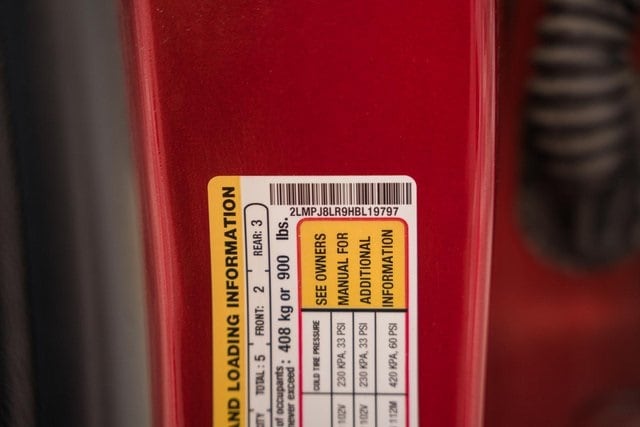 2LMPJ8LR9HBL19797
AND LOADING INFORMATION
TOTAL: 5 FRONT: 2 REAR: 3
of occupants
never exceed: 408 kg or 900 lbs.
COLD TIRE PRESSURE SEE OWNERS
102V 230 KPA, 33 PSI MANUAL FOR
102V 230 KPA, 33 PSI ADDITIONAL
112M 420 KPA, 60 PSI INFORMATION